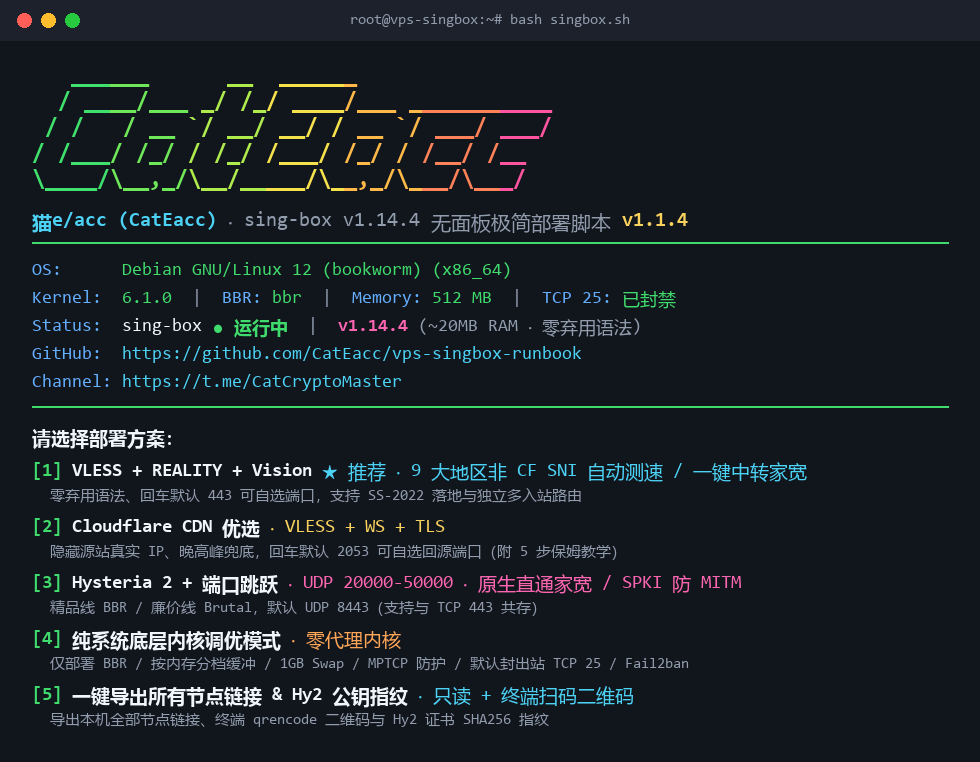 root@vps-singbox:~# bash singbox.sh
CatEacc
猫e/acc (CatEacc) · sing-box v1.14.4 无面板极简部署脚本 v1.1.4
OS: Debian GNU/Linux 12 (bookworm) (x86_64)
Kernel: 6.1.0 | BBR: bbr | Memory: 512 MB | TCP 25: 已封禁
Status: sing-box ● 运行中 | v1.14.4 (~20MB RAM · 零弃用语法)
GitHub: https://github.com/CatEacc/vps-singbox-runbook
Channel: https://t.me/CatCryptoMaster
请选择部署方案:
[1] VLESS + REALITY + Vision ★ 推荐 · 9 大地区非 CF SNI 自动测速 / 一键中转家宽
零弃用语法、回车默认 443 可自选端口，支持 SS-2022 落地与独立多入站路由
[2] Cloudflare CDN 优选 · VLESS + WS + TLS
隐藏源站真实 IP、晚高峰兜底，回车默认 2053 可自选回源端口 (附 5 步保姆教学)
[3] Hysteria 2 + 端口跳跃 · UDP 20000-50000 · 原生直通家宽 / SPKI 防 MITM
精品线 BBR / 廉价线 Brutal，默认 UDP 8443 (支持与 TCP 443 共存)
[4] 纯系统底层内核调优模式 · 零代理内核
仅部署 BBR / 按内存分档缓冲 / 1GB Swap / MPTCP 防护 / 默认封出站 TCP 25 / Fail2ban
[5] 一键导出所有节点链接 & Hy2 公钥指纹 · 只读 + 终端扫码二维码
导出本机全部节点链接、终端 qrencode 二维码与 Hy2 证书 SHA256 指纹